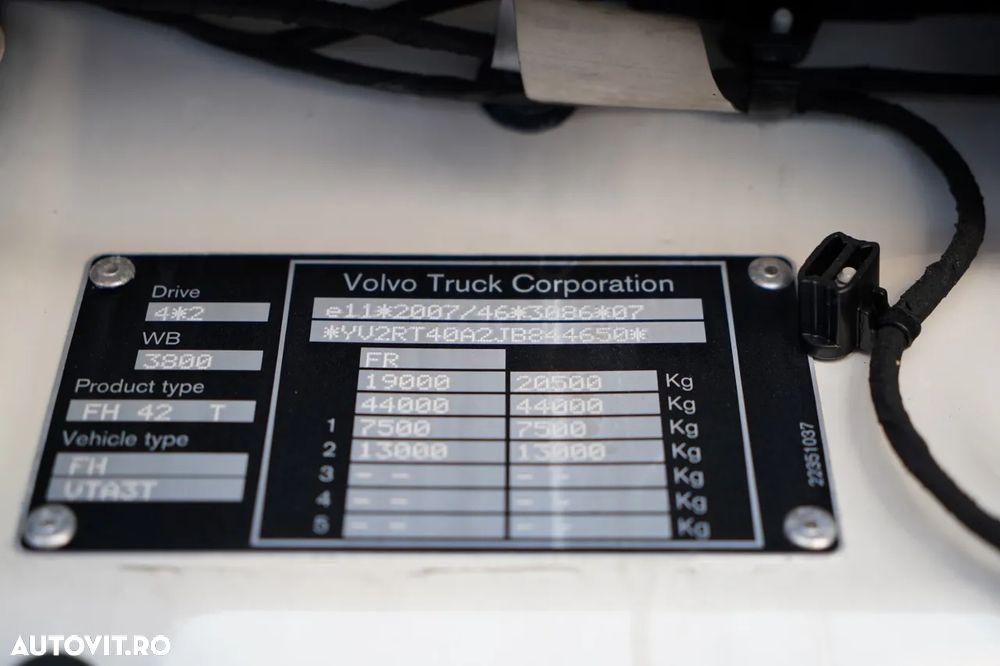 Volvo Truck Corporation
e11*2007/46*3086*07
*YV2RT40A2JB844650*
Drive
4*2
WB
3800
Product type
FH 42 T
Vehicle type
FH
VTA3T
FR
19000 20500 Kg
44000 44000 Kg
1 7500 7500 Kg
2 13000 13000 Kg
3 - - - - Kg
4 - - - - Kg
5 - - - - Kg
22351037
AUTOVIT.RO